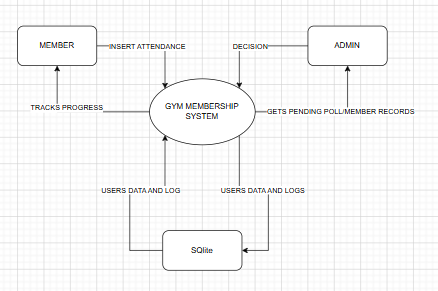 MEMBER
ADMIN
INSERT ATTENDANCE
DECISION
GYM MEMBERSHIP
SYSTEM
TRACKS PROGRESS
GETS PENDING POLL/MEMBER RECORDS
USERS DATA AND LOG
USERS DATA AND LOGS
SQlite